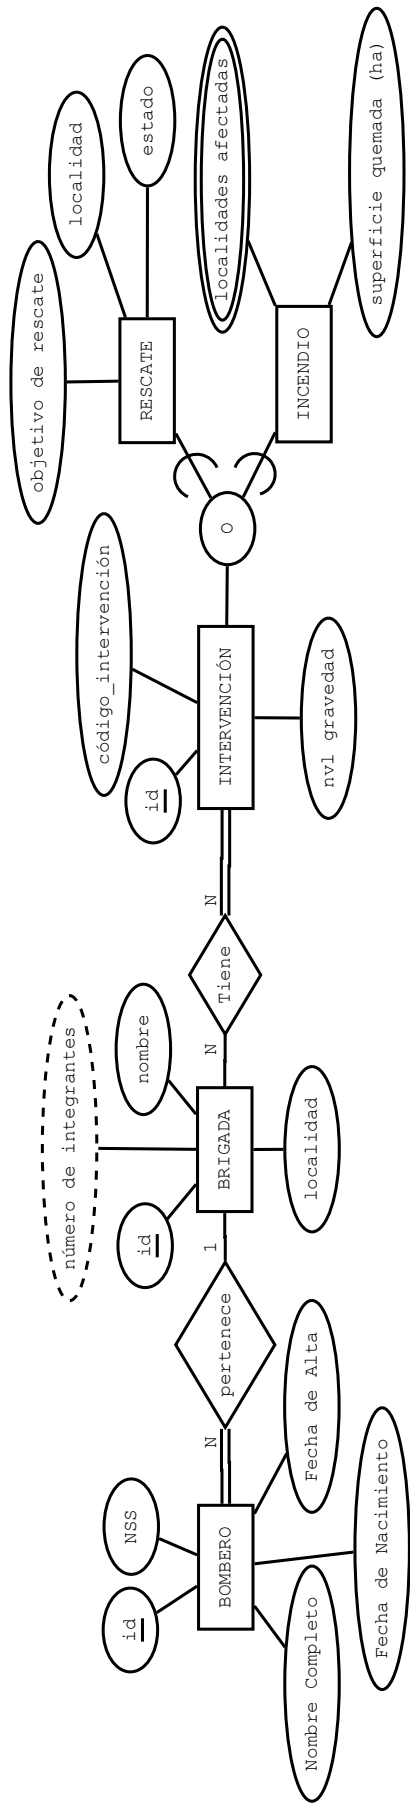 id
NSS
BOMBERO
Nombre Completo
Fecha de Nacimiento
Fecha de Alta
N
pertenece
1
número de integrantes
id
nombre
BRIGADA
localidad
N
Tiene
N
id
código_intervención
INTERVENCIÓN
nvl gravedad
O
objetivo de rescate
localidad
estado
RESCATE
INCENDIO
localidades afectadas
superficie quemada (ha)